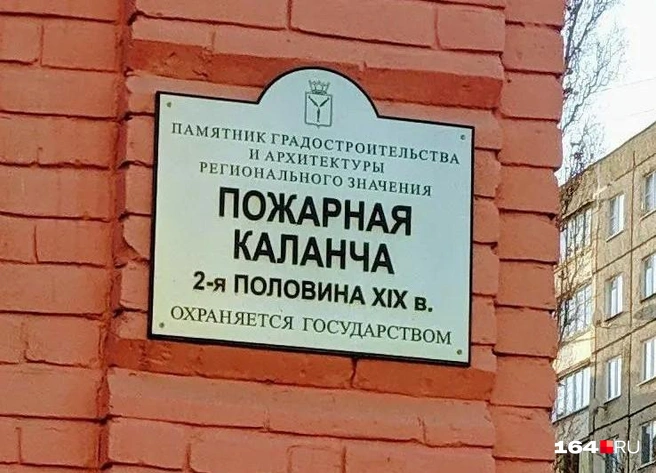 ПАМЯТНИК ГРАДОСТРОИТЕЛЬСТВА
И АРХИТЕКТУРЫ
РЕГИОНАЛЬНОГО ЗНАЧЕНИЯ
ПОЖАРНАЯ
КАЛАНЧА
2-я ПОЛОВИНА XIX в.
ОХРАНЯЕТСЯ ГОСУДАРСТВОМ
164 RU